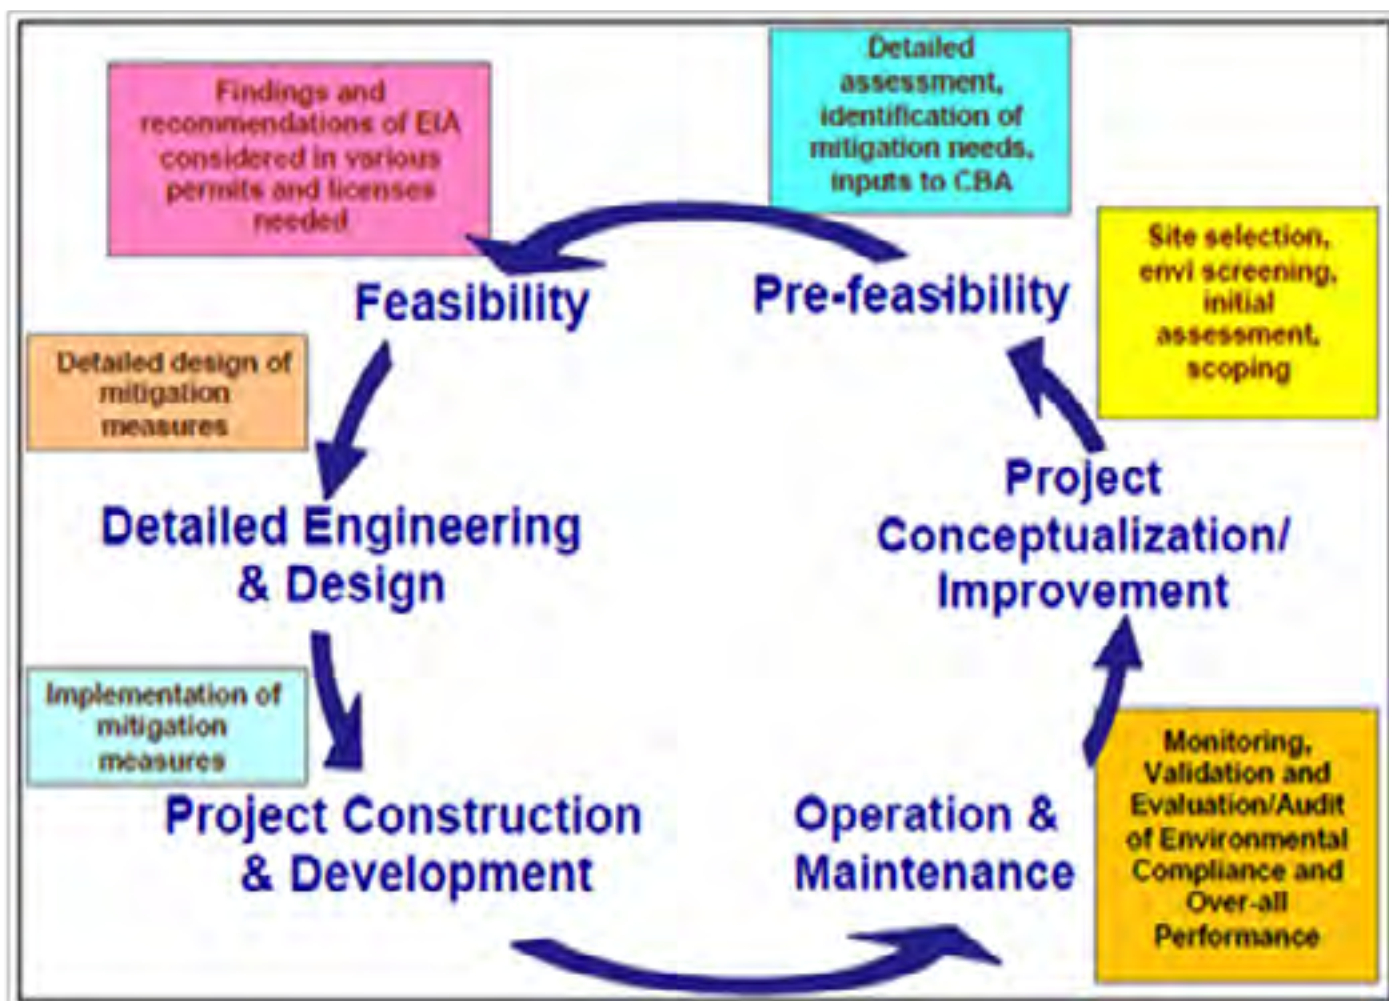 Findings and
recommendations of EIA
considered in various
permits and licenses
needed
Detailed
assessment,
identification of
mitigation needs,
inputs to CBA
Site selection,
envi screening,
initial
assessment,
scoping
Feasibility
Pre-feasibility
Detailed design of
mitigation
measures
Project
Conceptualization/
Improvement
Detailed Engineering
& Design
Implementation of
mitigation
measures
Monitoring,
Validation and
Evaluation/Audit
of Environmental
Compliance and
Over-all
Performance
Project Construction
& Development
Operation &
Maintenance